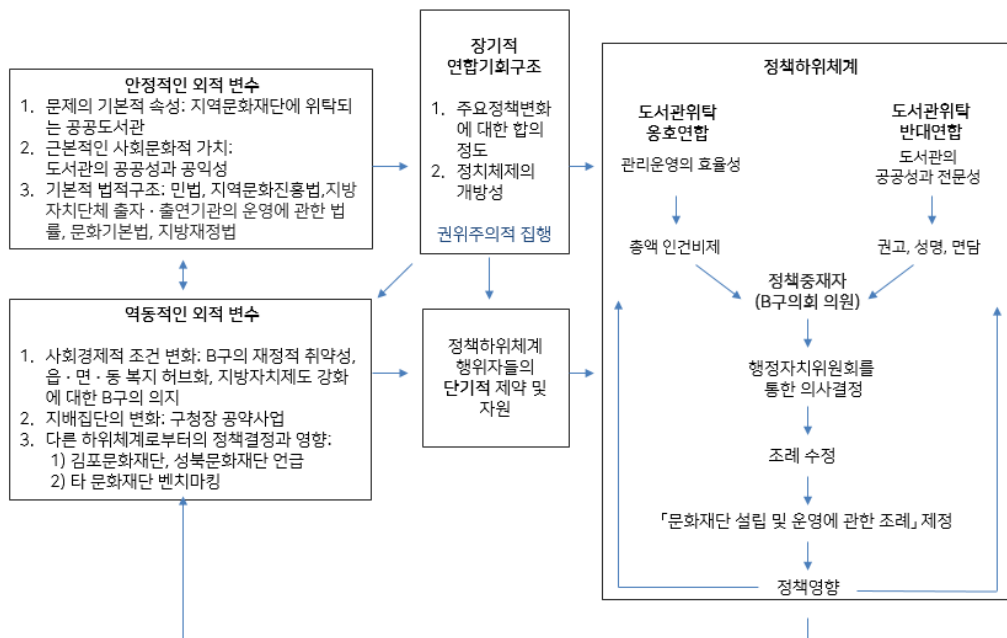 안정적인 외적 변수
1. 문제의 기본적 속성: 지역문화재단에 위탁되
는 공공도서관
2. 근본적인 사회문화적 가치:
도서관의 공공성과 공익성
3. 기본적 법적구조: 민법, 지역문화진흥법,지방
자치단체 출자 · 출연기관의 운영에 관한 법
률, 문화기본법, 지방재정법
역동적인 외적 변수
1. 사회경제적 조건 변화: B구의 재정적 취약성,
읍 · 면 · 동 복지 허브화, 지방자치제도 강화
에 대한 B구의 의지
2. 지배집단의 변화: 구청장 공약사업
3. 다른 하위체계로부터의 정책결정과 영향:
1) 김포문화재단, 성북문화재단 언급
2) 타 문화재단 벤치마킹
장기적
연합기회구조
1. 주요정책변화
에 대한 합의
정도
2. 정치체제의
개방성
권위주의적 집행
정책하위체계
행위자들의
단기적 제약 및
자원
정책하위체계
도서관위탁
옹호연합
관리운영의 효율성
총액 인건비제
도서관위탁
반대연합
도서관의
공공성과 전문성
권고, 성명, 면담
정책중재자
(B구의회 의원)
행정자치위원회를
통한 의사결정
조례 수정
「문화재단 설립 및 운영에 관한 조례」 제정
정책영향